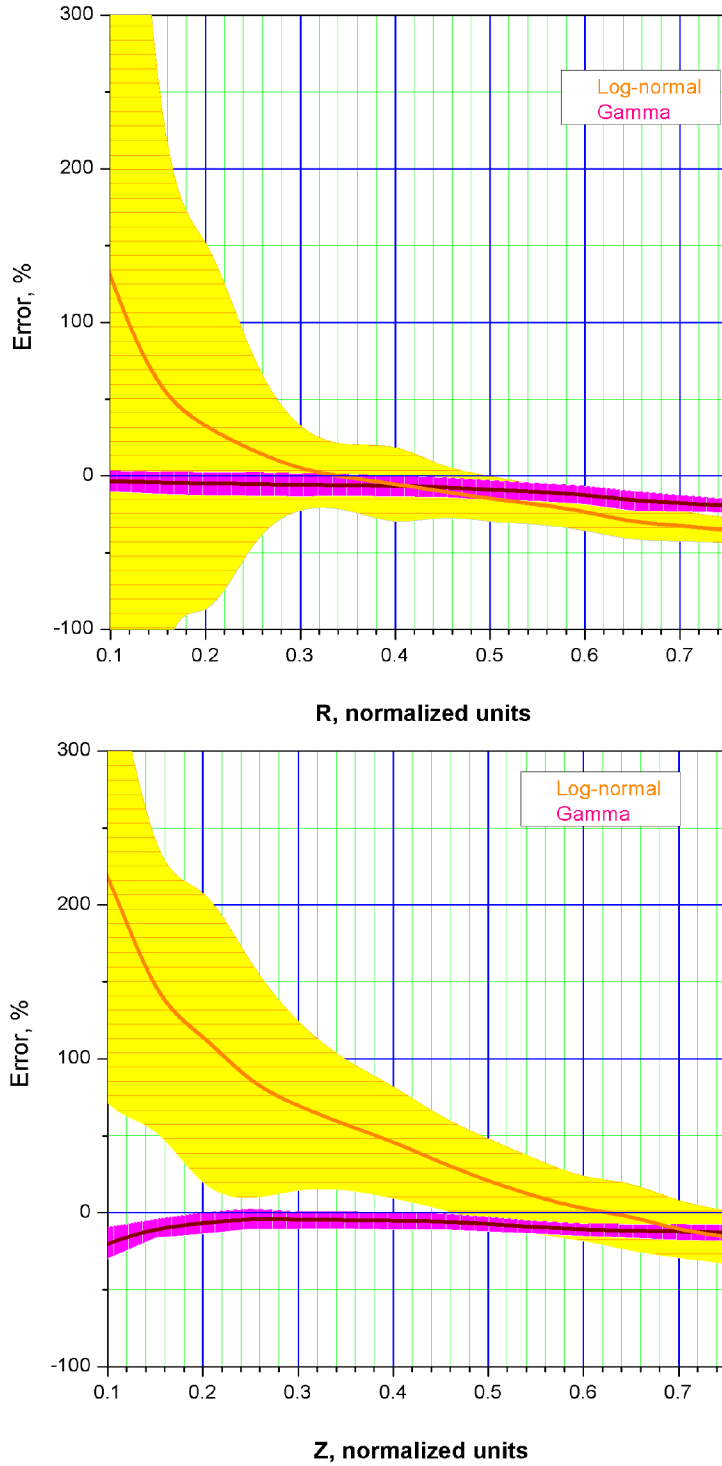 300
200
100
0
-100
Error, %
Log-normal
Gamma
0.1 0.2 0.3 0.4 0.5 0.6 0.7
R, normalized units
300
200
100
0
-100
Error, %
Log-normal
Gamma
0.1 0.2 0.3 0.4 0.5 0.6 0.7
Z, normalized units